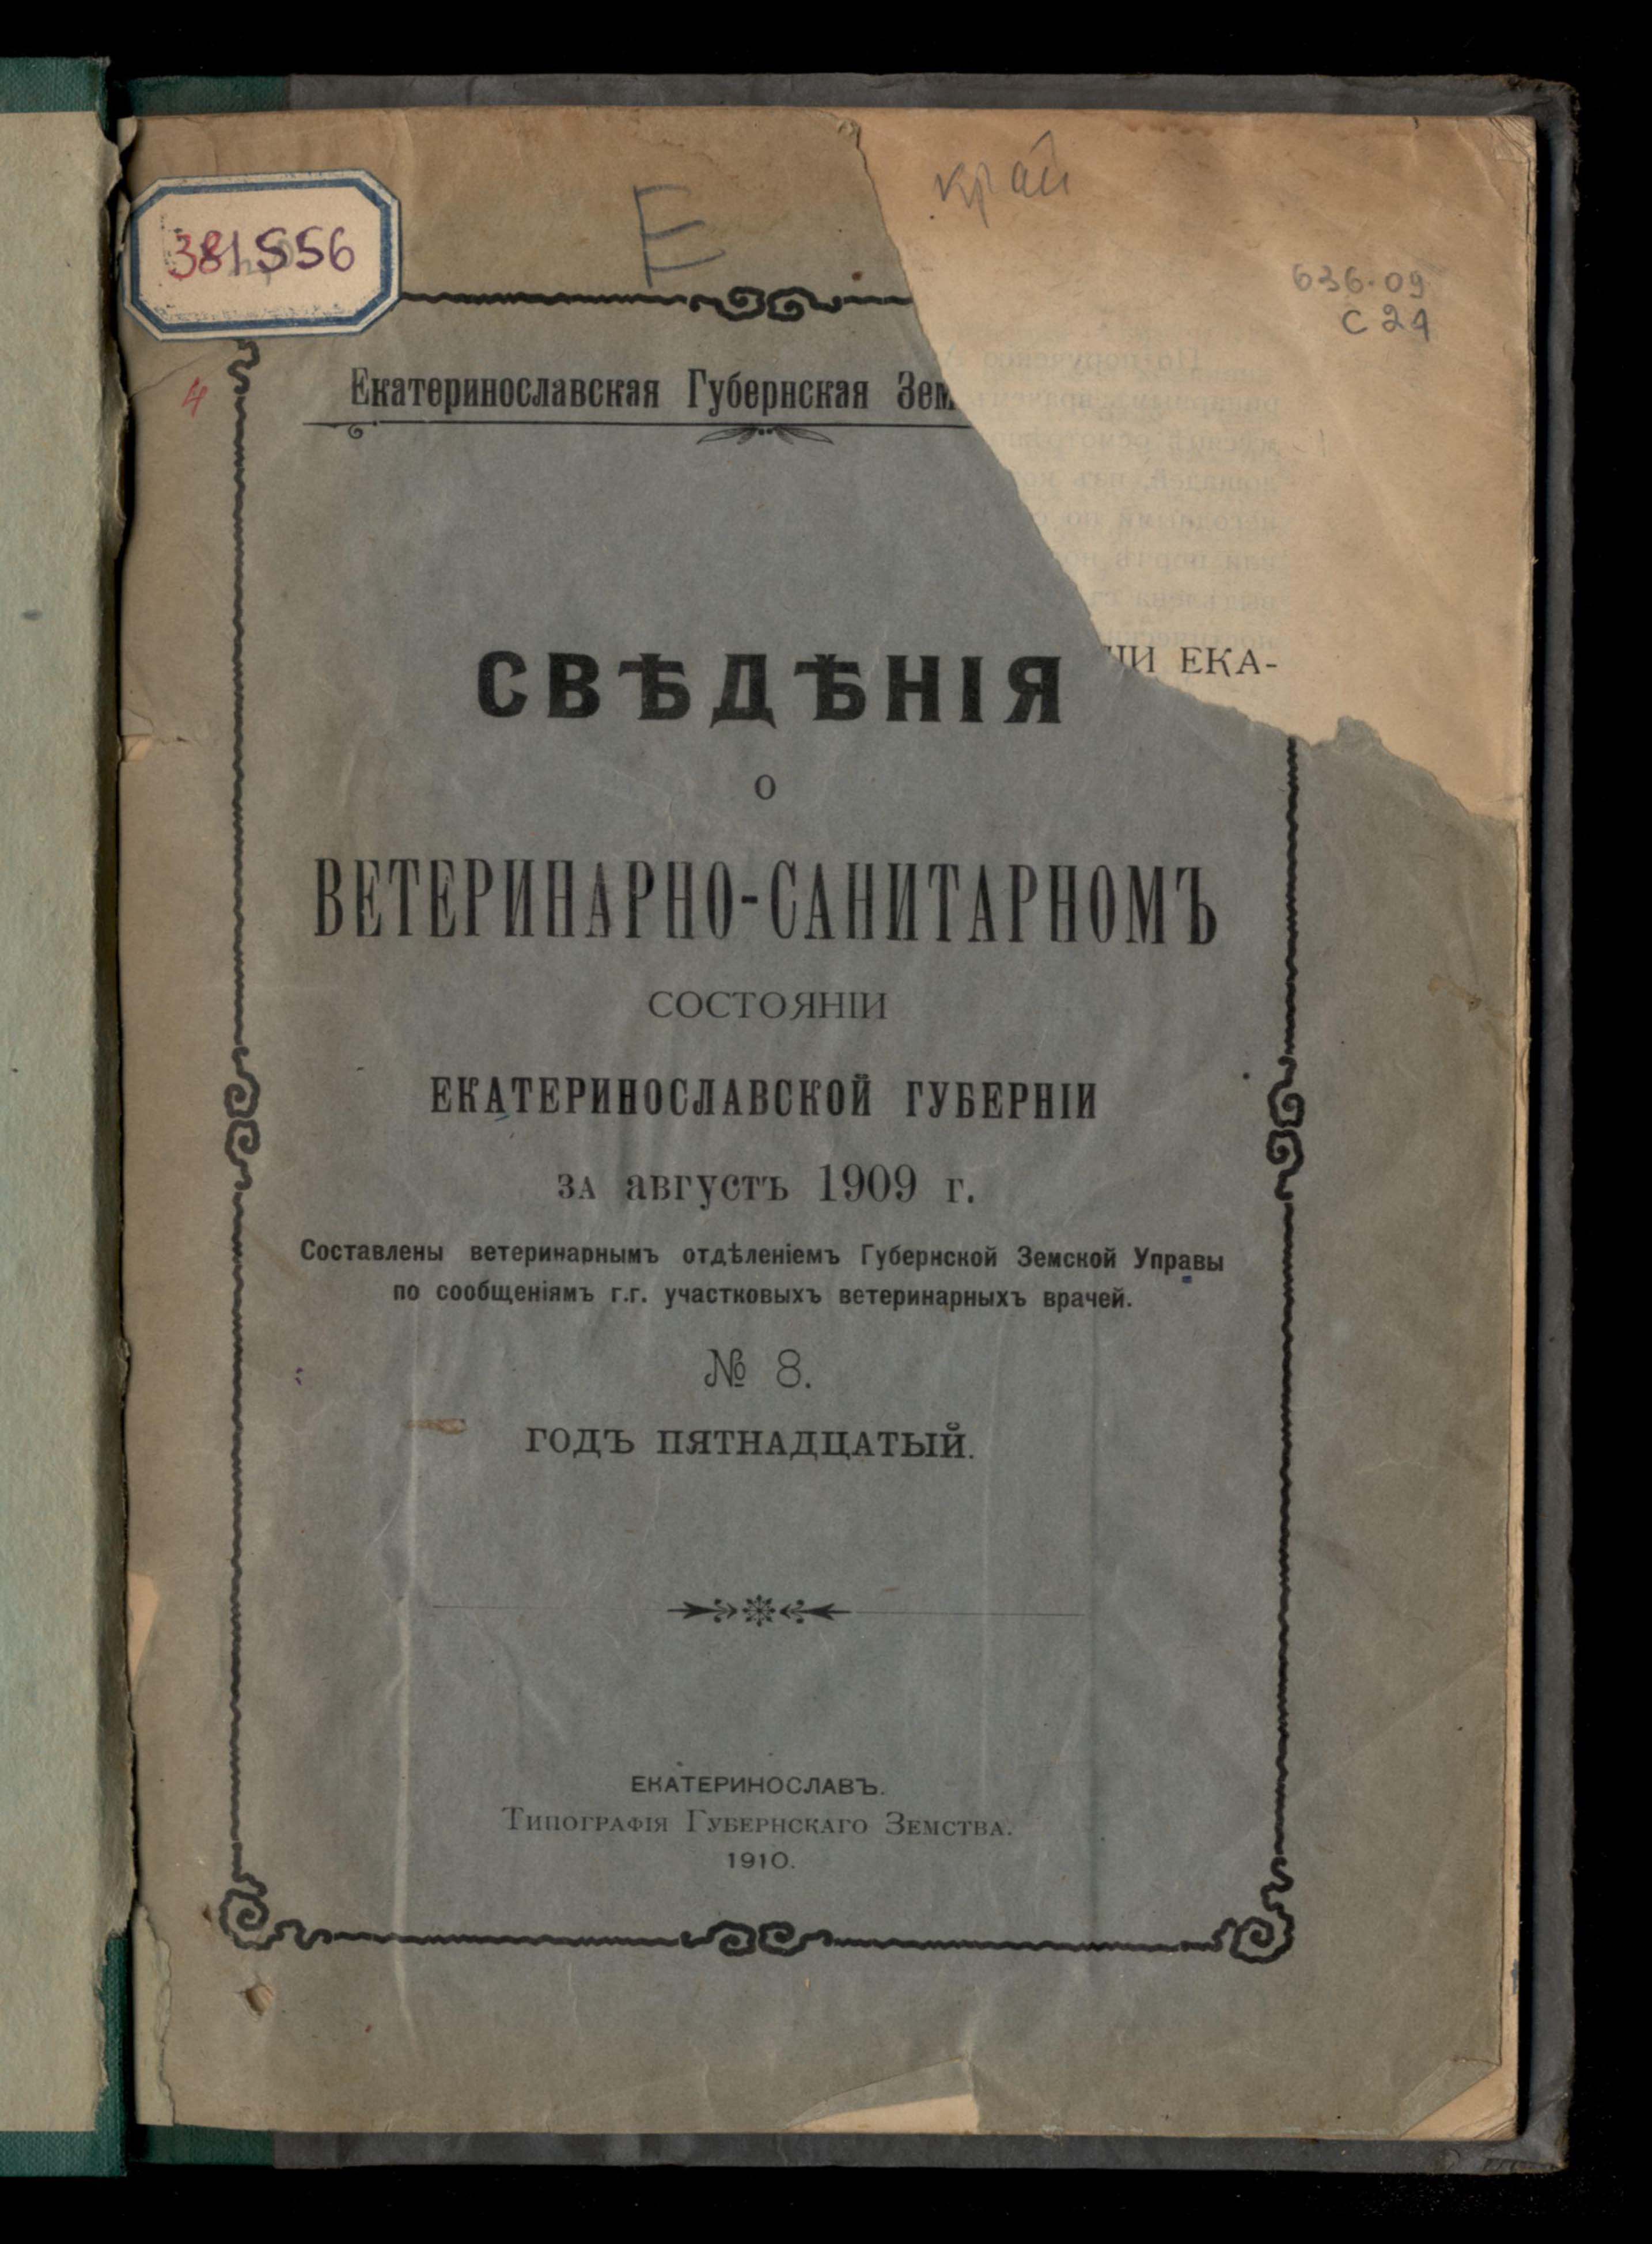 край
Е
381556
636.09
С 24
4
Екатеринославская Губернская Зем
СВѢДѢНІЯ
ЕКА-
О
ВЕТЕРИНАРНО-САНИТАРНОМЪ
СОСТОЯНІИ
ЕКАТЕРИНОСЛАВСКОЙ ГУБЕРНІИ
ЗА августъ 1909 г.
Составлены ветеринарнымъ отдѣленіемъ Губернской Земской Управы
по сообщеніямъ г.г. участковыхъ ветеринарныхъ врачей.
№ 8.
ГОДЪ ПЯТНАДЦАТЫЙ.
ЕКАТЕРИНОСЛАВЪ.
Типографія Губернскаго Земства.
1910.